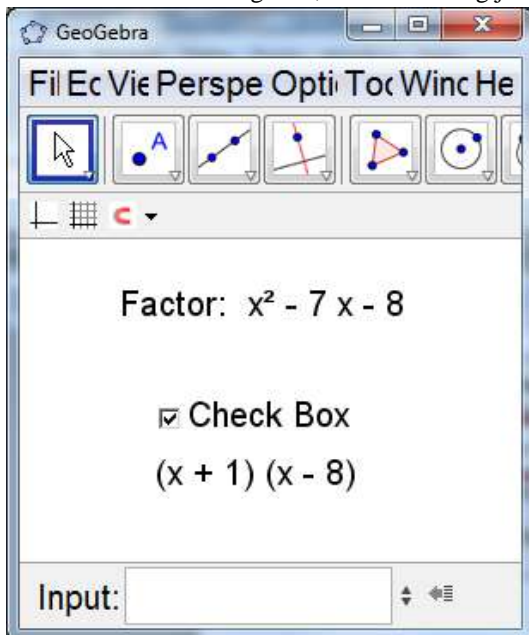 GeoGebra
Fil Ec Vie Perspe Opti Toc Winc He
A
Factor: x² - 7 x - 8
Check Box
(x + 1) (x - 8)
Input: